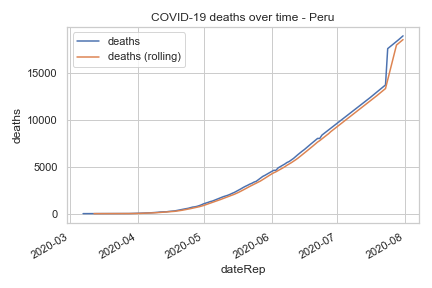 COVID-19 deaths over time - Peru
deaths
deaths (rolling)
15000
10000
5000
0
deaths
2020-03
2020-04
2020-05
2020-06
2020-07
2020-08
dateRep